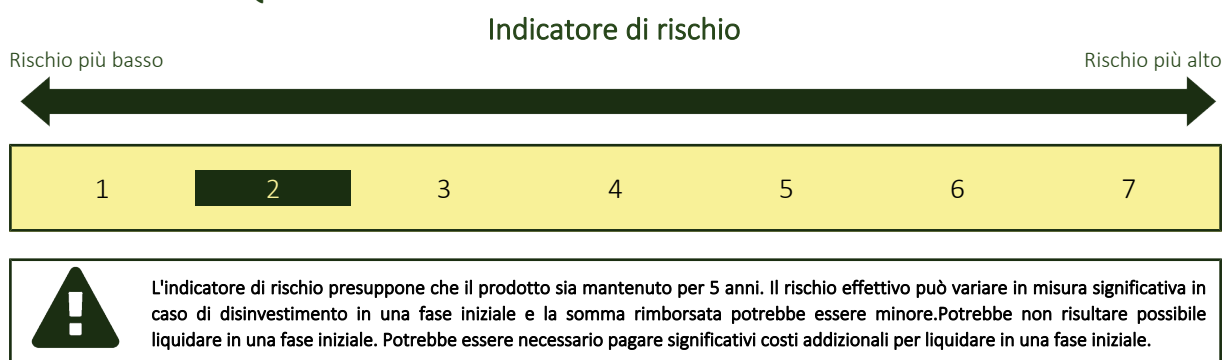 Indicatore di rischio
Rischio più basso
Rischio più alto
1 2 3 4 5 6 7
L'indicatore di rischio presuppone che il prodotto sia mantenuto per 5 anni. Il rischio effettivo può variare in misura significativa in
caso di disinvestimento in una fase iniziale e la somma rimborsata potrebbe essere minore.Potrebbe non risultare possibile
liquidare in una fase iniziale. Potrebbe essere necessario pagare significativi costi addizionali per liquidare in una fase iniziale.